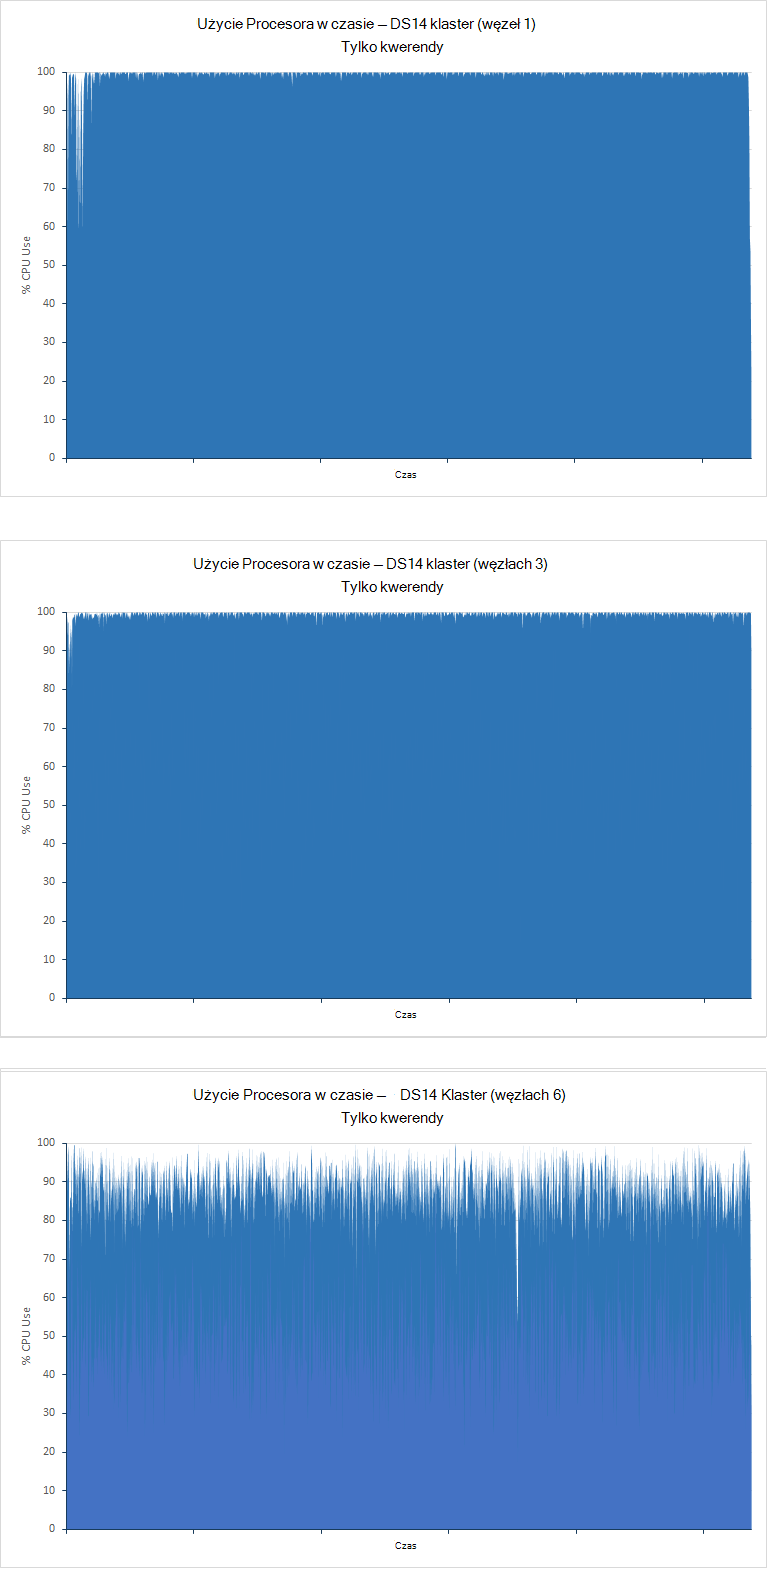 Użycie Procesora w czasie – DS14 klaster (węzeł 1)
Tylko kwerendy
100
90
80
70
60
50
40
30
20
10
0
% CPU Use
Czas
Użycie Procesora w czasie – DS14 klaster (węzłach 3)
Tylko kwerendy
100
90
80
70
60
50
40
30
20
10
0
% CPU Use
Czas
Użycie Procesora w czasie – DS14 Klaster (węzłach 6)
Tylko kwerendy
100
90
80
70
60
50
40
30
20
10
0
% CPU Use
Czas